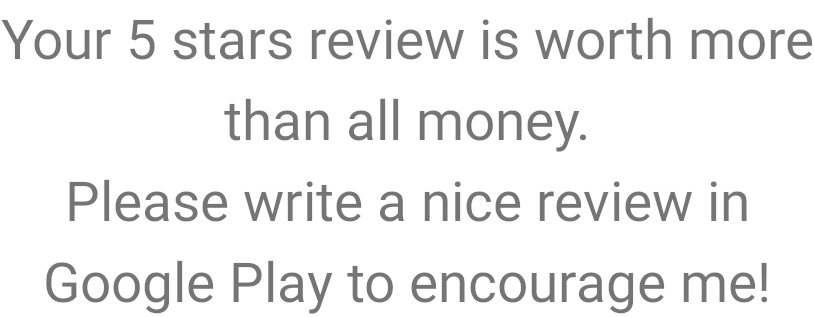 Your 5 stars review is worth more
than all money.
Please write a nice review in
Google Play to encourage me!